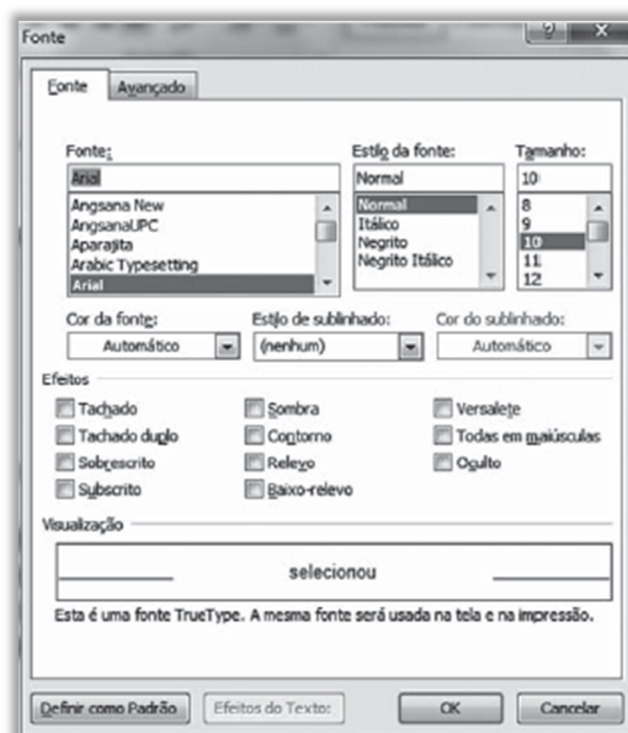 Fonte
Fonte Avançado
Fonte: Estilo da fonte: Tamanho:
Arial Normal 10
Angsana New Normal 8
AngsanaUPC Itálico 9
Aparajita Negrito 10
Arabic Typesetting Negrito Itálico 11
Arial 12
Cor da fonte: Estilo de sublinhado: Cor do sublinhado:
Automático (nenhum) Automático
Efeitos
Tachado Sombra Versalete
Tachado duplo Contorno Todas em maiúsculas
Sobrescrito Relevo Oculto
Subscrito Baixo-relevo
Visualização
selecionou
Esta é uma fonte TrueType. A mesma fonte será usada na tela e na impressão.
Definir como Padrão Efeitos do Texto: OK Cancelar